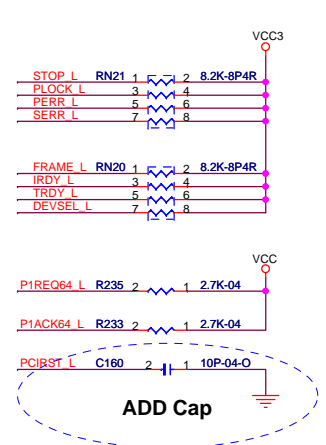 VCC3
STOP_L RN21 1 2 8.2K-8P4R
PLOCK_L 3 4
PERR_L 5 6
SERR_L 7 8
FRAME_L RN20 1 2 8.2K-8P4R
IRDY_L 3 4
TRDY_L 5 6
DEVSEL_L 7 8
VCC
P1REQ64_L R235 2 1 2.7K-04
P1ACK64_L R233 2 1 2.7K-04
PCIRST_L C160 2 1 10P-04-O
ADD Cap